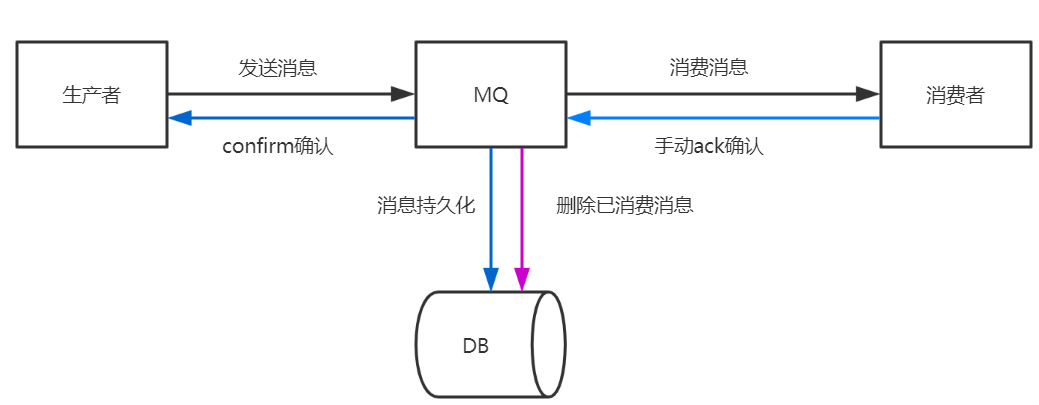 生产者
发送消息
confirm确认
MQ
消费消息
手动ack确认
消费者
消息持久化
删除已消费消息
DB